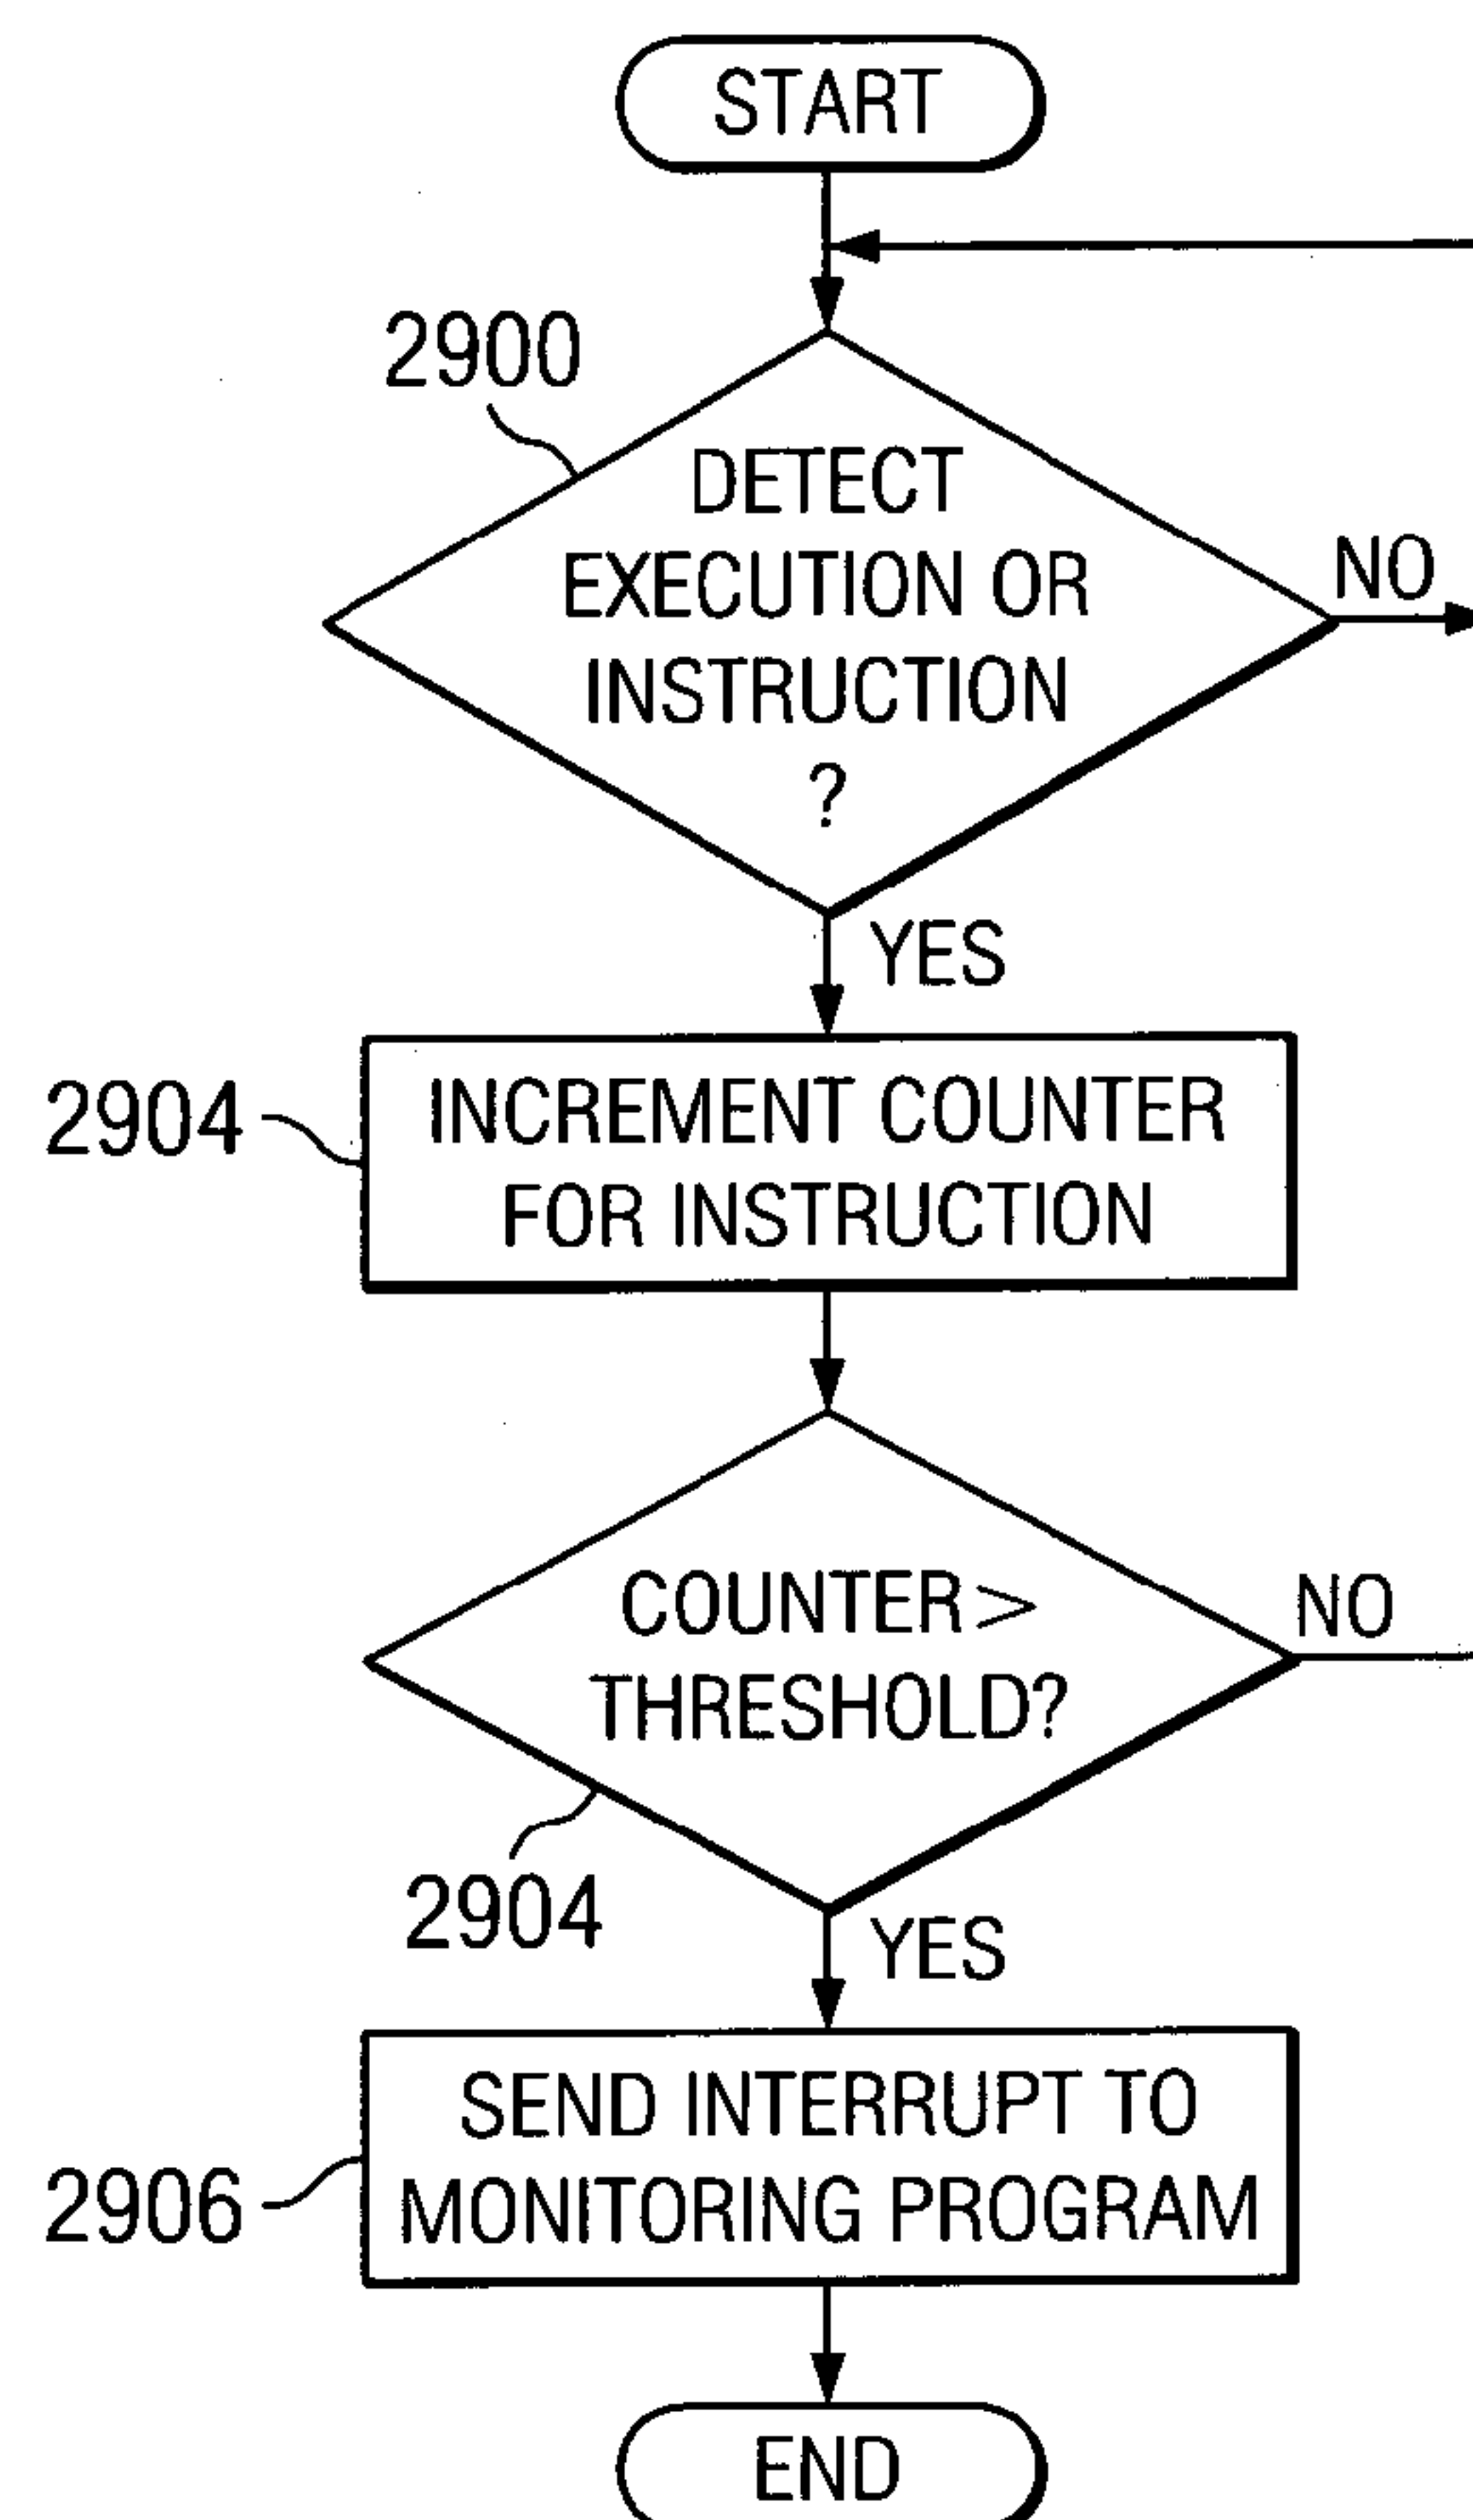 START
2900
DETECT
EXECUTION OR
INSTRUCTION
?
NO
YES
2904
INCREMENT COUNTER
FOR INSTRUCTION
COUNTER>
THRESHOLD?
NO
2904
YES
2906
SEND INTERRUPT TO
MONITORING PROGRAM
END